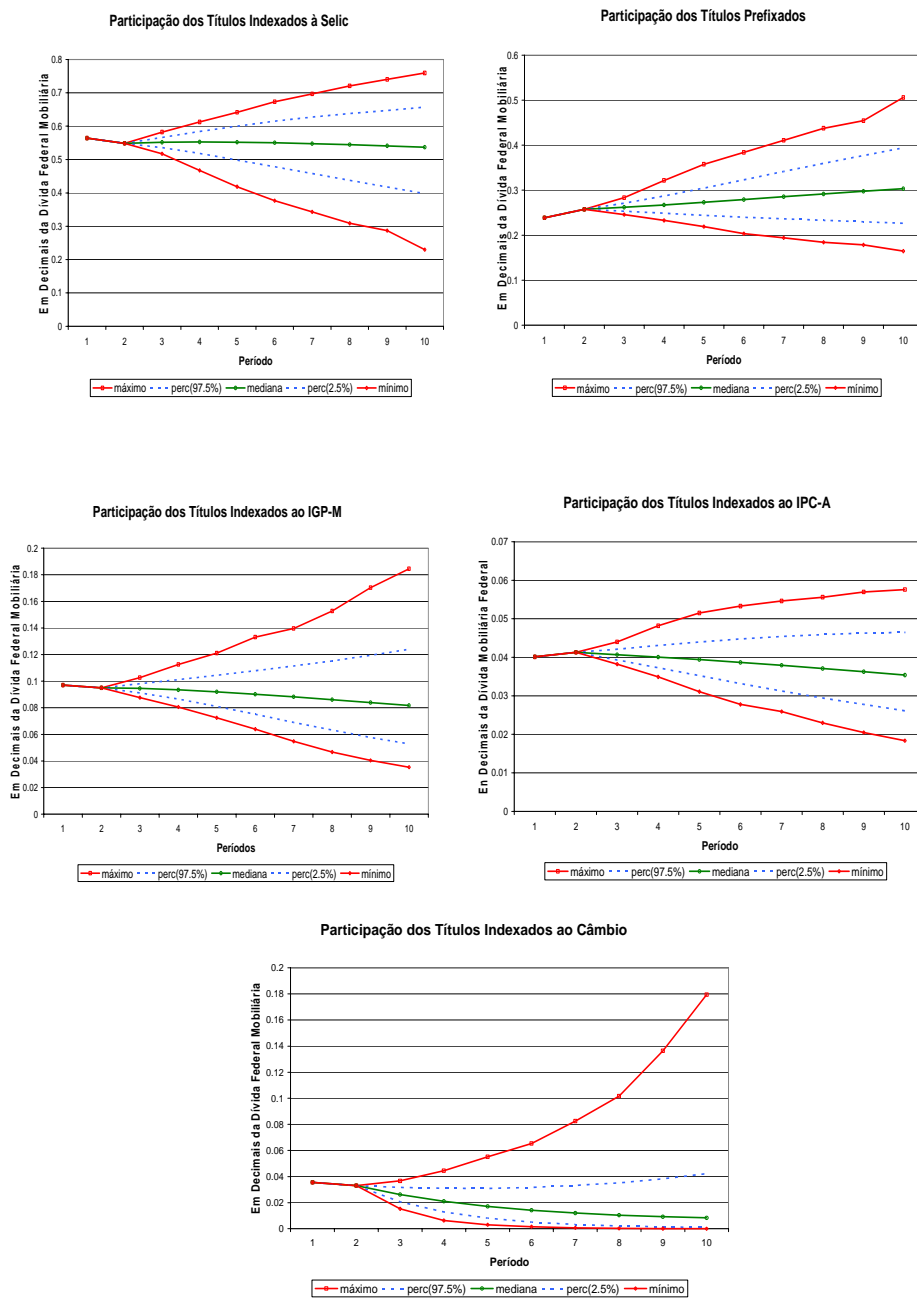 Participação dos Títulos Indexados à Selic
Em Decimais da Dívida Federal Mobiliária
0.8
0.7
0.6
0.5
0.4
0.3
0.2
0.1
0
1 2 3 4 5 6 7 8 9 10
Período
máximo perc(97.5%) mediana perc(2.5%) mínimo
Participação dos Títulos Prefixados
Em Decimais da Dívida Federal Mobiliária
0.6
0.5
0.4
0.3
0.2
0.1
0
1 2 3 4 5 6 7 8 9 10
Período
máximo perc(97.5%) mediana perc(2.5%) mínimo
Participação dos Títulos Indexados ao IGP-M
Em Decimais da Dívida Federal Mobiliária
0.2
0.18
0.16
0.14
0.12
0.1
0.08
0.06
0.04
0.02
0
1 2 3 4 5 6 7 8 9 10
Períodos
máximo perc(97.5%) mediana perc(2.5%) mínimo
Participação dos Títulos Indexados ao IPC-A
En Decimais da Dívida Mobiliária Federal
0.07
0.06
0.05
0.04
0.03
0.02
0.01
0
1 2 3 4 5 6 7 8 9 10
Período
máximo perc(97.5%) mediana perc(2.5%) mínimo
Participação dos Títulos Indexados ao Câmbio
Em Decimais da Dívida Federal Mobiliária
0.2
0.18
0.16
0.14
0.12
0.1
0.08
0.06
0.04
0.02
0
1 2 3 4 5 6 7 8 9 10
Período
máximo perc(97.5%) mediana perc(2.5%) mínimo